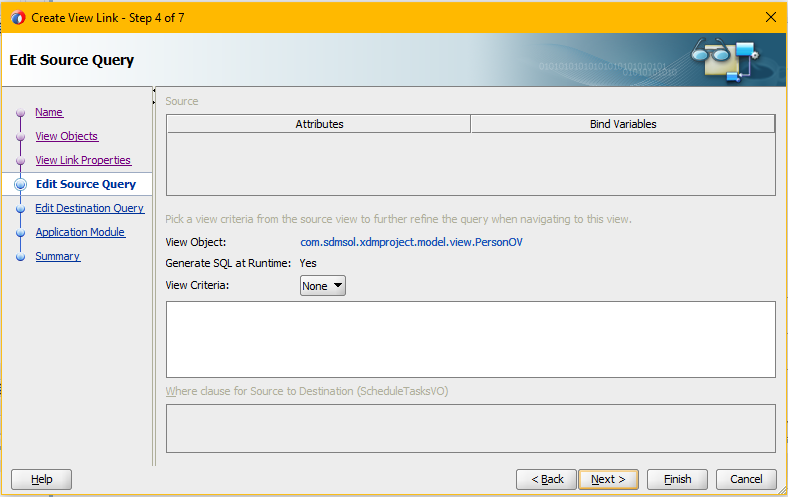 Create View Link - Step 4 of 7
Edit Source Query
Name
View Objects
View Link Properties
Edit Source Query
Edit Destination Query
Application Module
Summary
Source
Attributes Bind Variables
Pick a view criteria from the source view to further refine the query when navigating to this view.
View Object: com.sdmsol.xdmproject.model.view.PersonOV
Generate SQL at Runtime: Yes
View Criteria: None
Where clause for Source to Destination (ScheduleTasksVO)
Help < Back Next > Finish Cancel